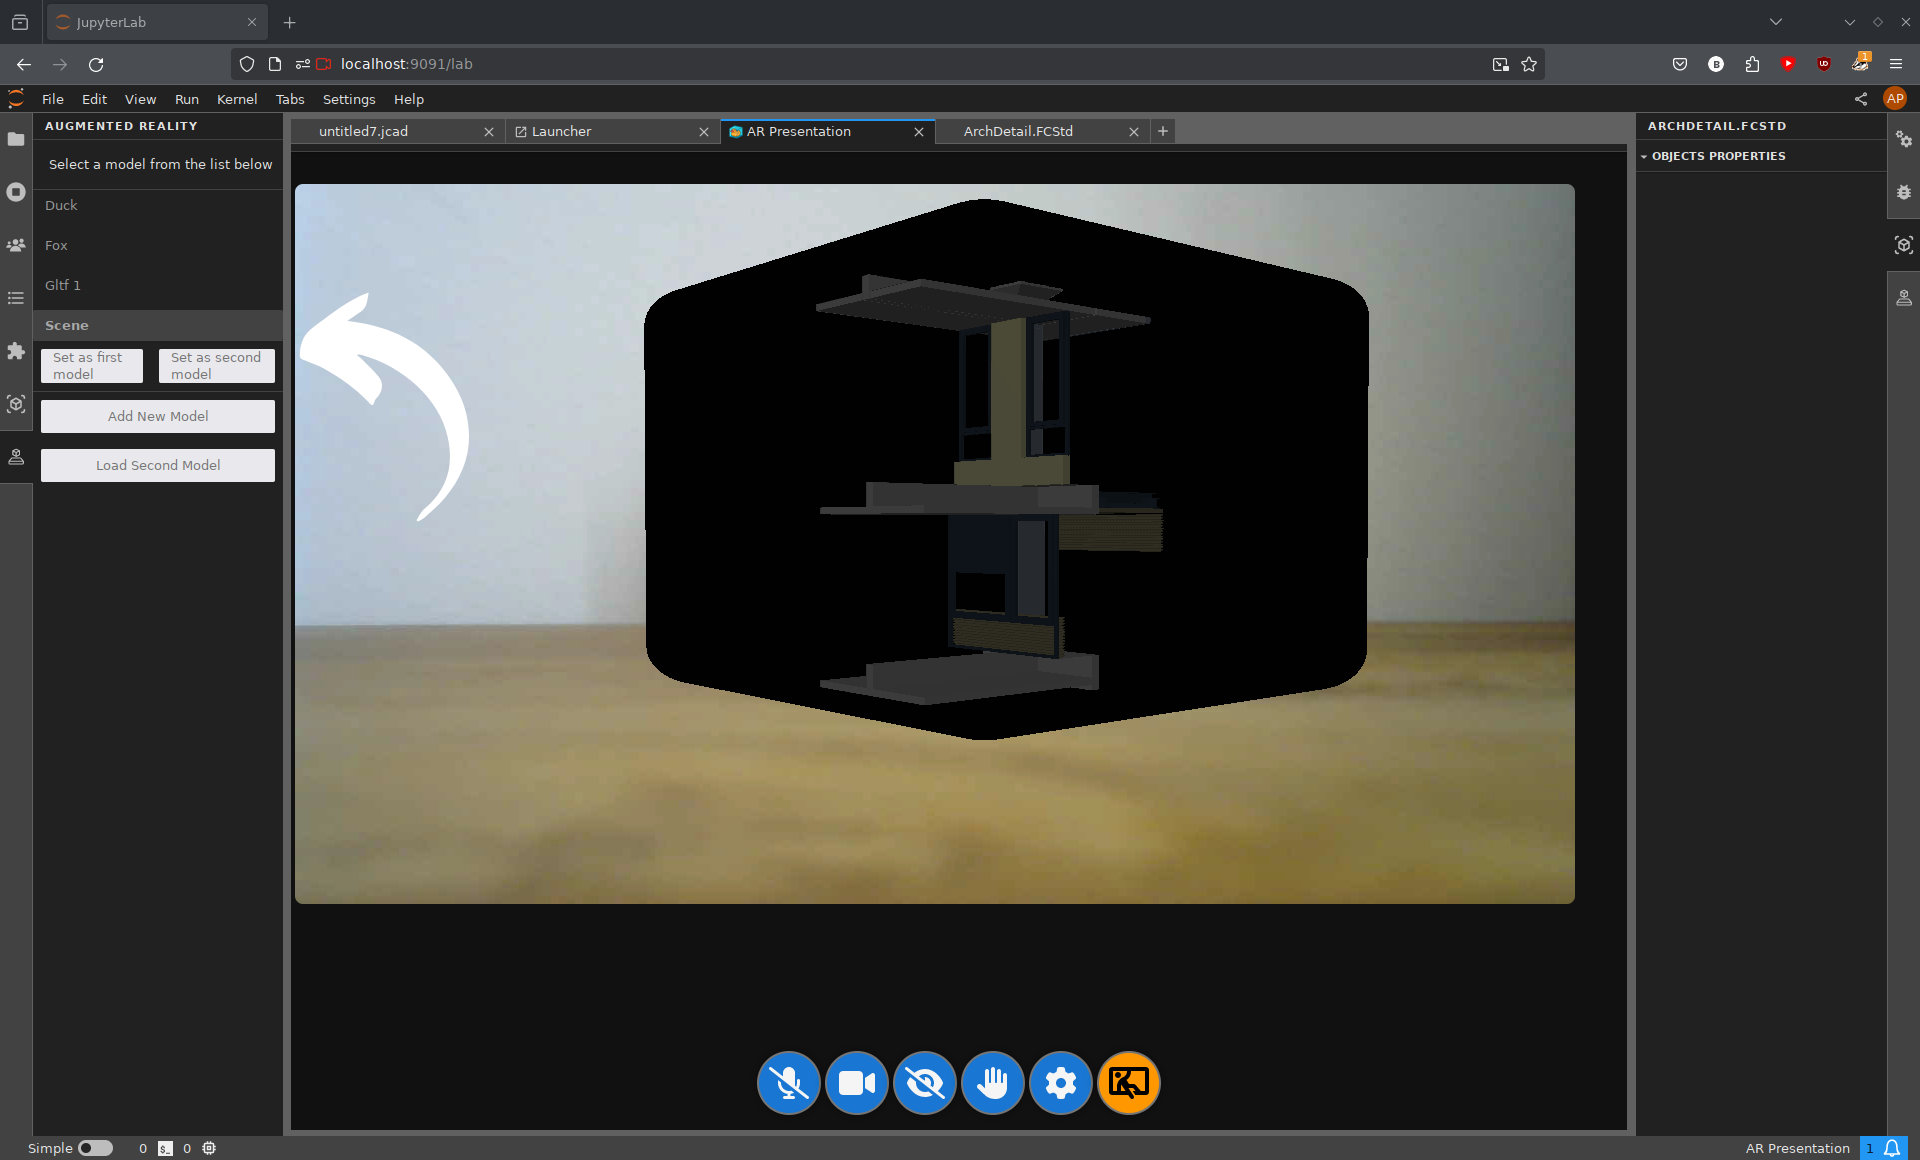 JupyterLab
localhost:9091/lab
B
UD
1
File Edit View Run Kernel Tabs Settings Help
AP
AUGMENTED REALITY
Select a model from the list below
Duck
Fox
Gltf 1
Scene
Set as first model
Set as second model
Add New Model
Load Second Model
untitled7.jcad
Launcher
AR Presentation
ArchDetail.FCStd
ARCHDETAIL.FCSTD
OBJECTS PROPERTIES
Simple 0 $_ 0
AR Presentation 1